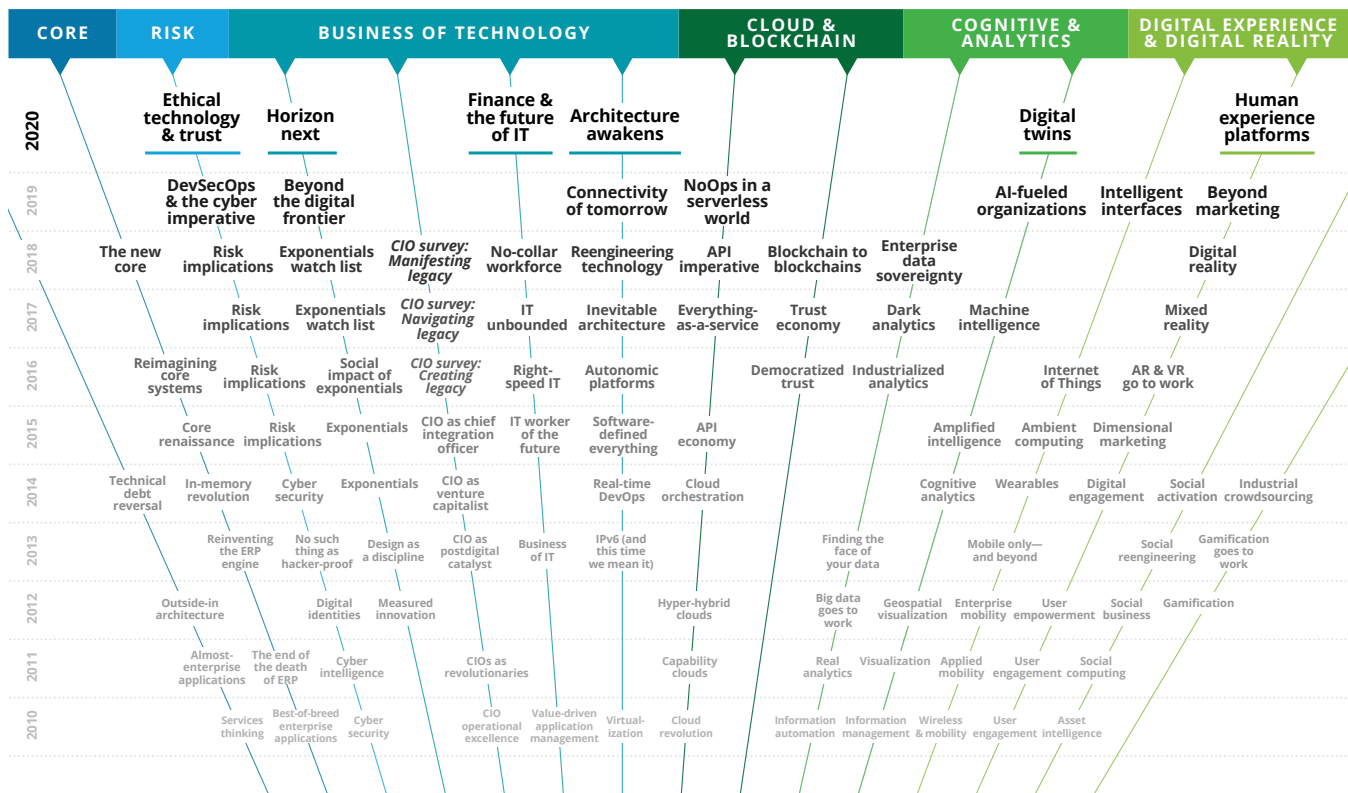 CORE
RISK
BUSINESS OF TECHNOLOGY
CLOUD &
BLOCKCHAIN
COGNITIVE &
ANALYTICS
DIGITAL EXPERIENCE
& DIGITAL REALITY
2020
Ethical
technology
& trust
Horizon
next
Finance &
the future
of IT
Architecture
awakens
Digital
twins
Human
experience
platforms
2019
DevSecOps
& the cyber
imperative
Beyond
the digital
frontier
Connectivity
of tomorrow
NoOps in a
serverless
world
AI-fueled
organizations
Intelligent
interfaces
Beyond
marketing
2018
The new
core
Risk
implications
Exponentials
watch list
CIO survey:
Manifesting
legacy
No-collar
workforce
Reengineering
technology
API
imperative
Blockchain to
blockchains
Enterprise
data
sovereignty
Digital
reality
2017
Risk
implications
Exponentials
watch list
CIO survey:
Navigating
legacy
IT
unbounded
Inevitable
architecture
Everything-
as-a-service
Trust
economy
Dark
analytics
Machine
intelligence
Mixed
reality
2016
Reimagining
core
systems
Risk
implications
Social
impact of
exponentials
CIO survey:
Creating
legacy
Right-
speed IT
Autonomic
platforms
Democratized
trust
Industrialized
analytics
Internet
of Things
AR & VR
go to work
2015
Core
renaissance
Risk
implications
Exponentials
CIO as chief
integration
officer
IT worker
of the
future
Software-
defined
everything
API
economy
Amplified
intelligence
Ambient
computing
Dimensional
marketing
2014
Technical
debt
reversal
In-memory
revolution
Cyber
security
Exponentials
CIO as
venture
capitalist
Real-time
DevOps
Cloud
orchestration
Cognitive
analytics
Wearables
Digital
engagement
Social
activation
Industrial
crowdsourcing
2013
Reinventing
the ERP
engine
No such
thing as
hacker-proof
Design as
a discipline
CIO as
postdigital
catalyst
Business
of IT
IPv6 (and
this time
we mean it)
Finding the
face of
your data
Mobile only—
and beyond
Social
reengineering
Gamification
goes to
work
2012
Outside-in
architecture
Digital
identities
Measured
innovation
Hyper-hybrid
clouds
Big data
goes to
work
Geospatial
visualization
Enterprise
mobility
User
empowerment
Social
business
Gamification
2011
Almost-
enterprise
applications
The end of
the death
of ERP
Cyber
intelligence
CIOs as
revolutionaries
Capability
clouds
Real
analytics
Visualization
Applied
mobility
User
engagement
Social
computing
2010
Services
thinking
Best-of-breed
enterprise
applications
Cyber
security
CIO
operational
excellence
Value-driven
application
management
Virtual-
ization
Cloud
revolution
Information
automation
Information
management
Wireless
& mobility
User
engagement
Asset
intelligence